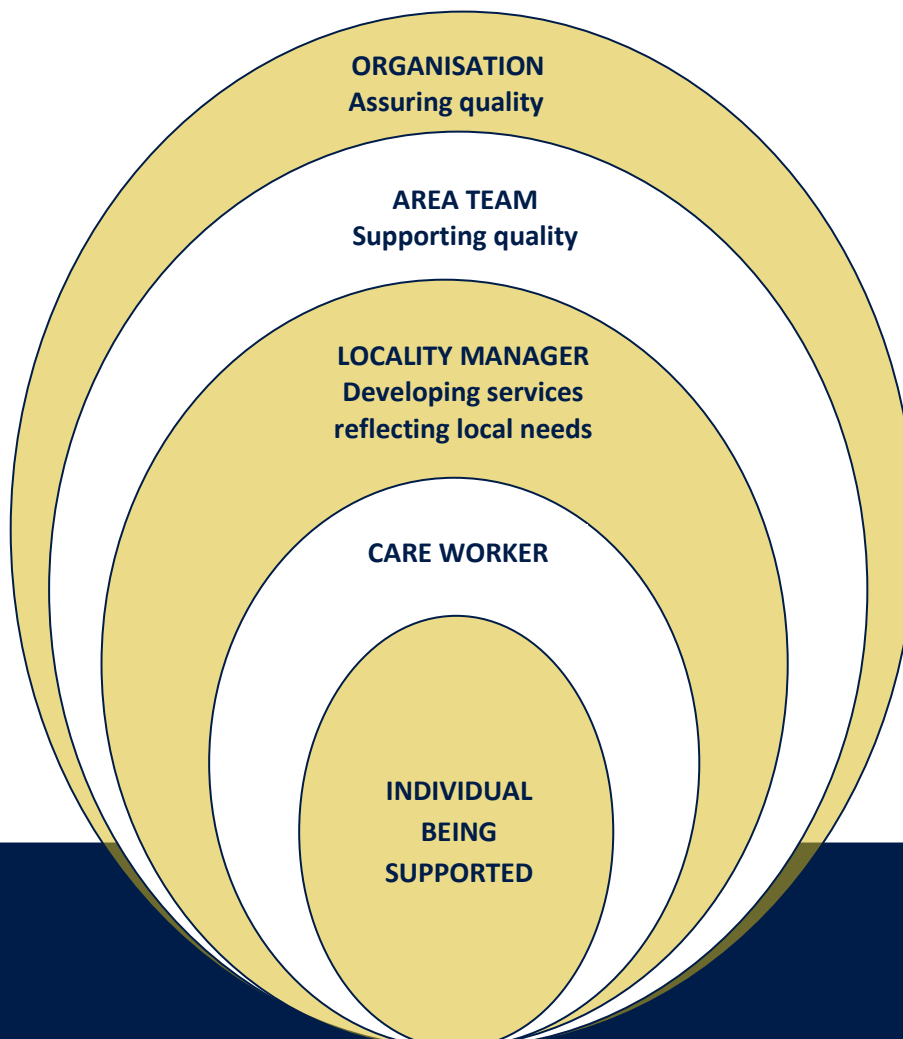 ORGANISATION
Assuring quality
AREA TEAM
Supporting quality
LOCALITY MANAGER
Developing services
reflecting local needs
CARE WORKER
INDIVIDUAL
BEING
SUPPORTED